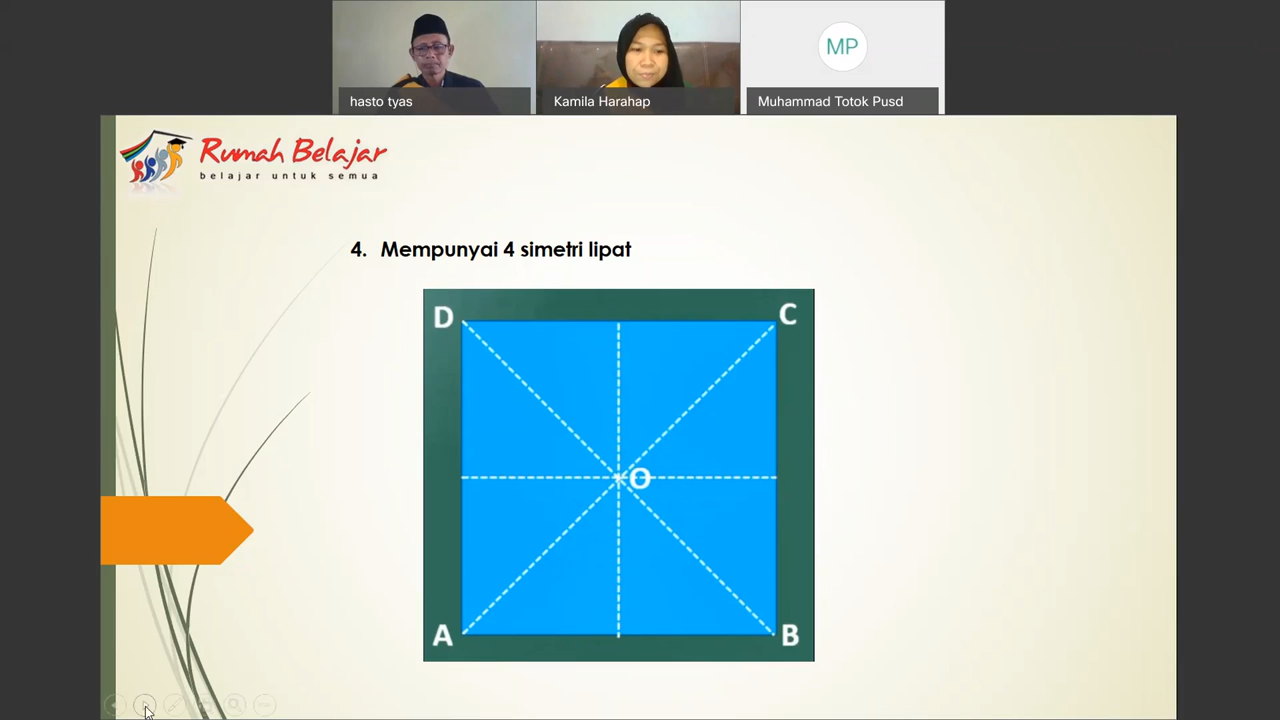 hasto tyas
Kamila Harahap
MP
Muhammad Totok Pusd
Rumah Belajar
belajar untuk semua
4. Mempunyai 4 simetri lipat
D
C
O
A
B